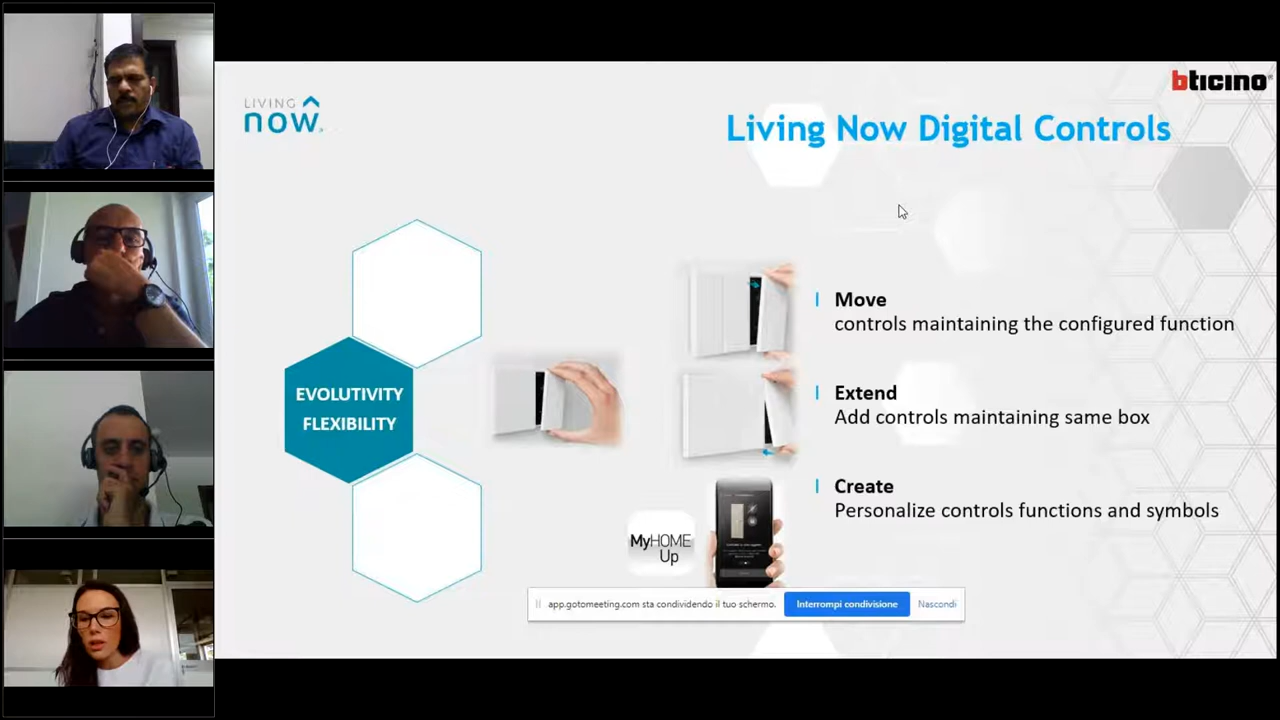 bticino
LIVING
now
Living Now Digital Controls
EVOLUTIVITY
FLEXIBILITY
Move
controls maintaining the configured function
Extend
Add controls maintaining same box
Create
Personalize controls functions and symbols
MyHOME
Up
app.gotomeeting.com sta condividendo il tuo schermo.
Interrompi condivisione
Nascondi